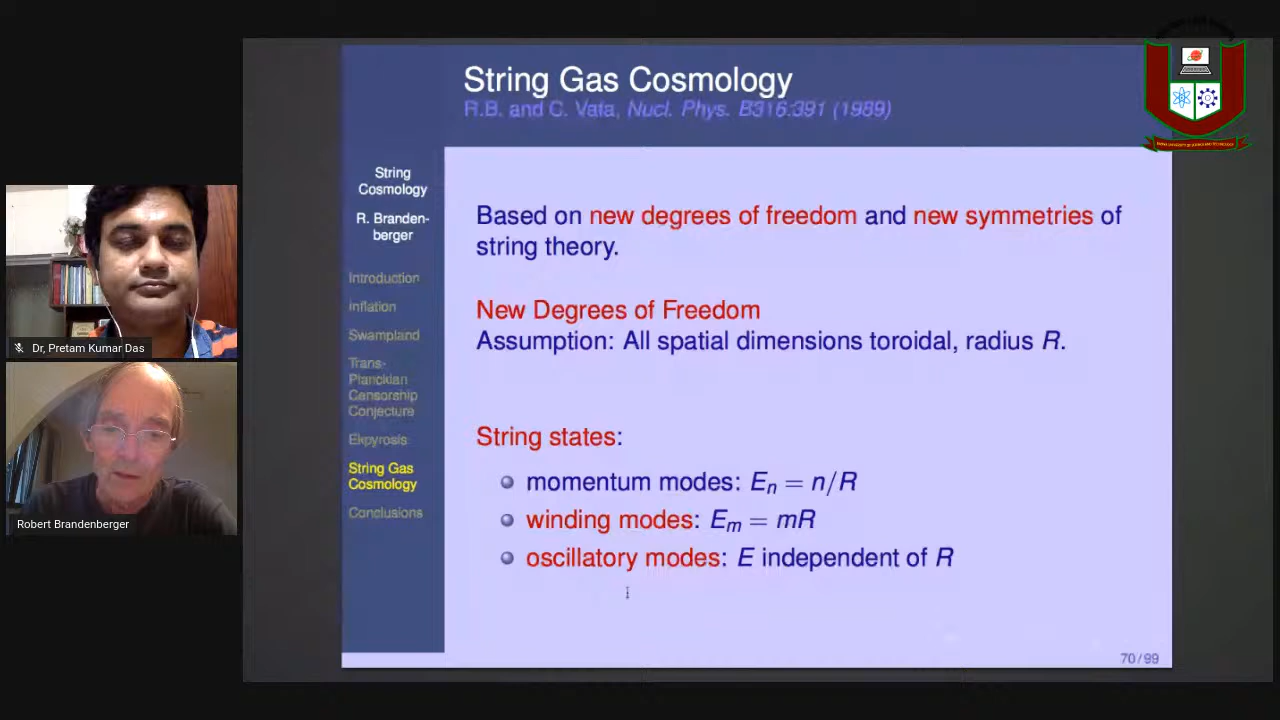 String Gas Cosmology
R.B. and C. Vafa, Nucl. Phys. B316:391 (1989)
String
Cosmology
R. Branden-
berger
Introduction
Inflation
Swampland
Trans-
Planckian
Censorship
Conjecture
Ekpyrosis
String Gas
Cosmology
Conclusions
Based on new degrees of freedom and new symmetries of
string theory.
New Degrees of Freedom
Assumption: All spatial dimensions toroidal, radius R.
String states:
momentum modes: Eₙ = n/R
winding modes: Eₘ = mR
oscillatory modes: E independent of R
70/99
Dr, Pretam Kumar Das
Robert Brandenberger